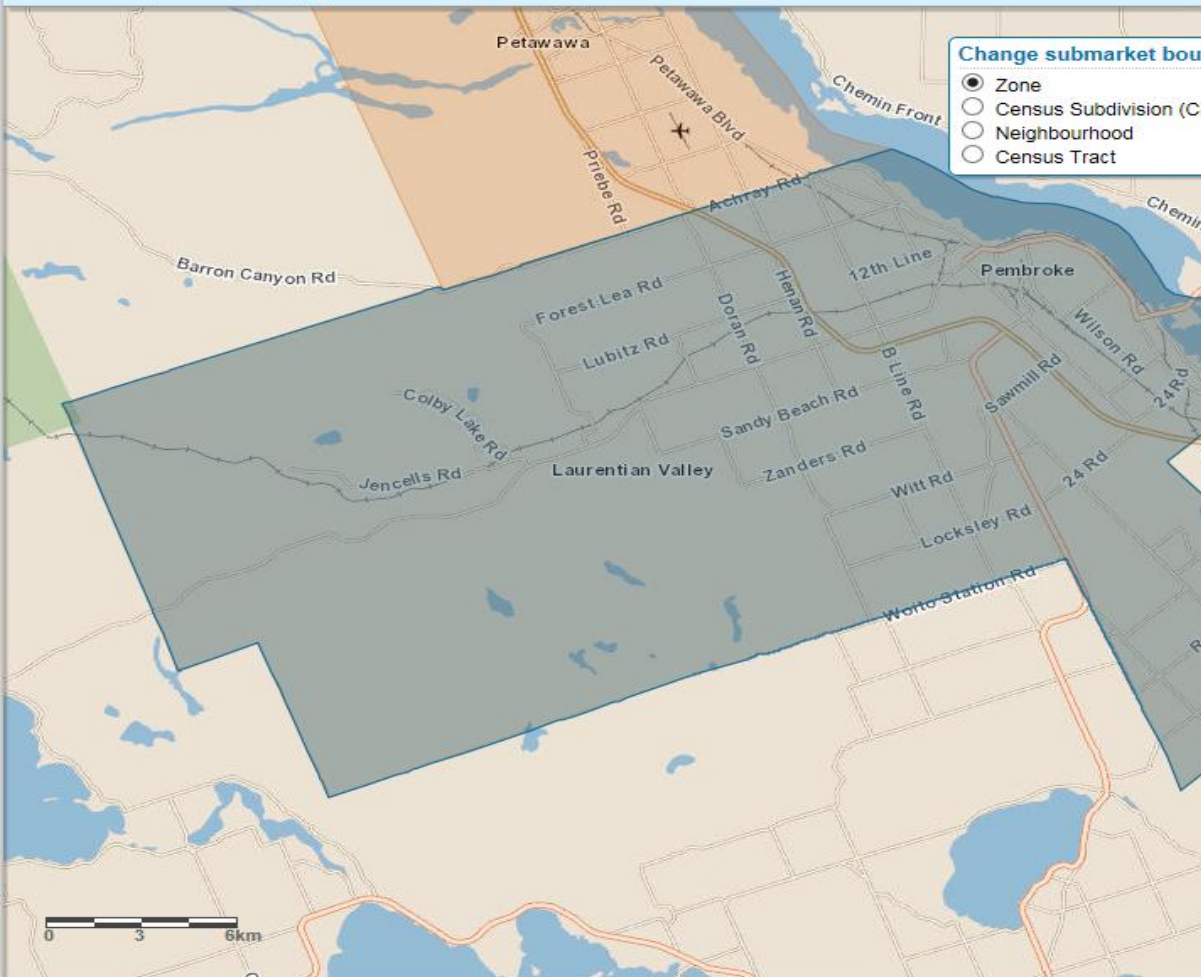 Petawawa
Change submarket bou
Zone
Census Subdivision (C
Neighbourhood
Census Tract
Petawawa Blvd
Chemin Front
Priebe Rd
Achray Rd
Chemin
Barron Canyon Rd
12th Line
Pembroke
Forest Lea Rd
Henan Rd
Doran Rd
Wilson Rd
Lubitz Rd
B Line Rd
Sawmill Rd
24 Rd
Colby Lake Rd
Sandy Beach Rd
Laurentian Valley
Zanders Rd
Jencells Rd
24 Rd
Witt Rd
Locksley Rd
Woito Station Rd
R
0 3 6km